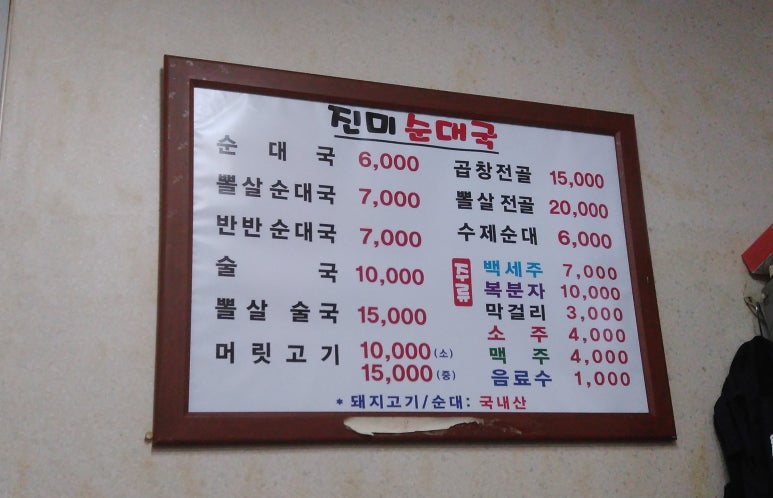 진미 순대국
순대국 6,000
뽈살순대국 7,000
반반순대국 7,000
술국 10,000
뽈살 술국 15,000
머릿고기 10,000 (소)
15,000 (중)
곱창전골 15,000
뽈살전골 20,000
수제순대 6,000
주류
백세주 7,000
복분자 10,000
막걸리 3,000
소주 4,000
맥주 4,000
음료수 1,000
* 돼지고기/순대: 국내산